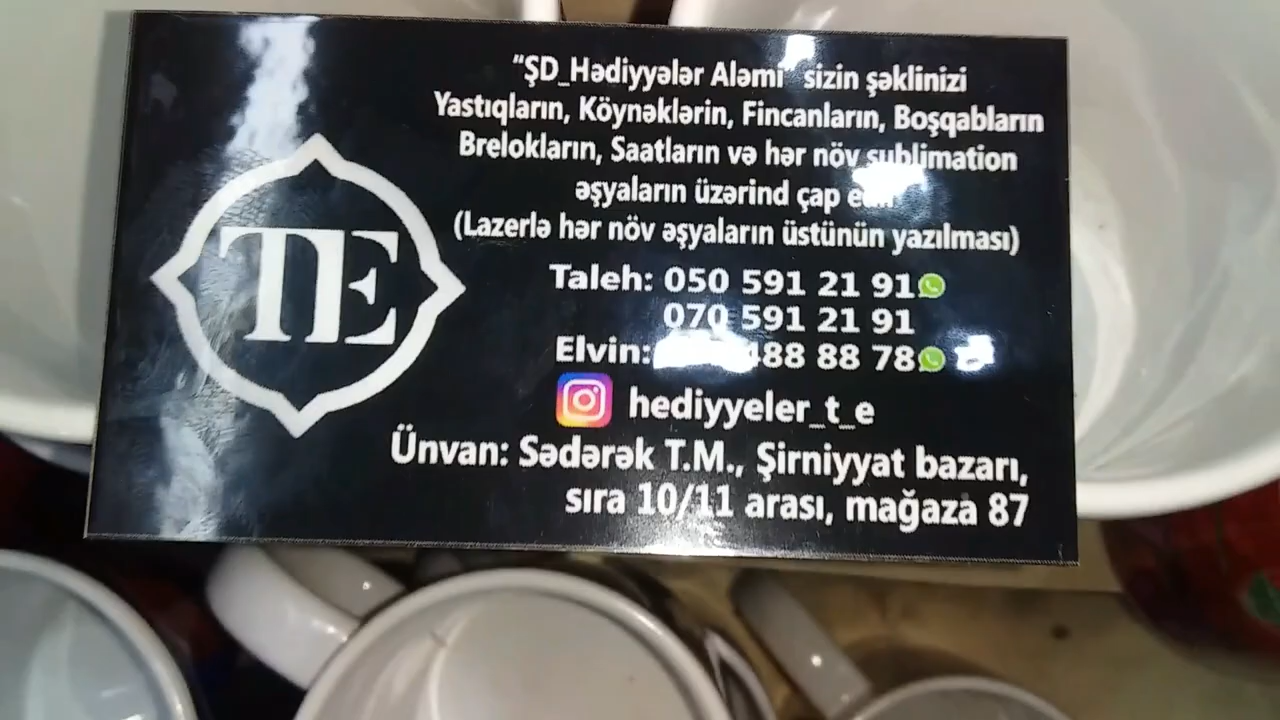 TE
"ŞD_Hədiyyələr Aləmi" sizin şəklinizi
Yastıqların, Köynəklərin, Fincanların, Boşqabların
Brelokların, Saatların və hər növ sublimation
əşyaların üzərind çap
(Lazerlə hər növ əşyaların üstünün yazılması)
Taleh: 050 591 21 91
070 591 21 91
Elvin: 488 88 78
hediyyeler_t_e
Ünvan: Sədərək T.M., Şirniyyat bazarı,
sıra 10/11 arası, mağaza 87